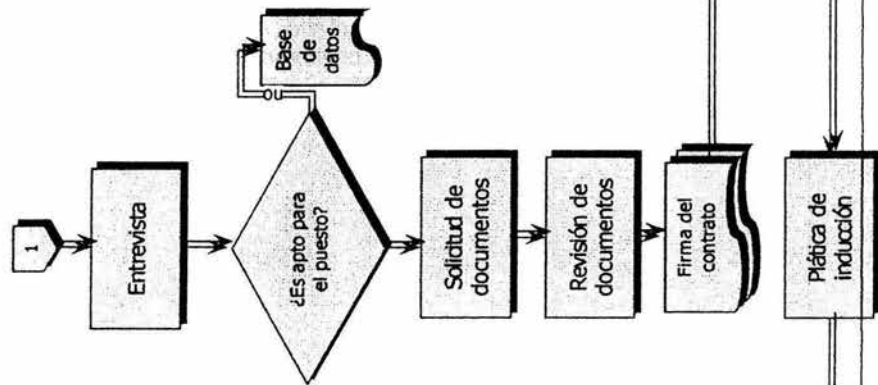 1
Entrevista
¿Es apto para
el puesto?
no
Base
de
datos
Solicitud de
documentos
Revisión de
documentos
Firma del
contrato
Plática de
inducción